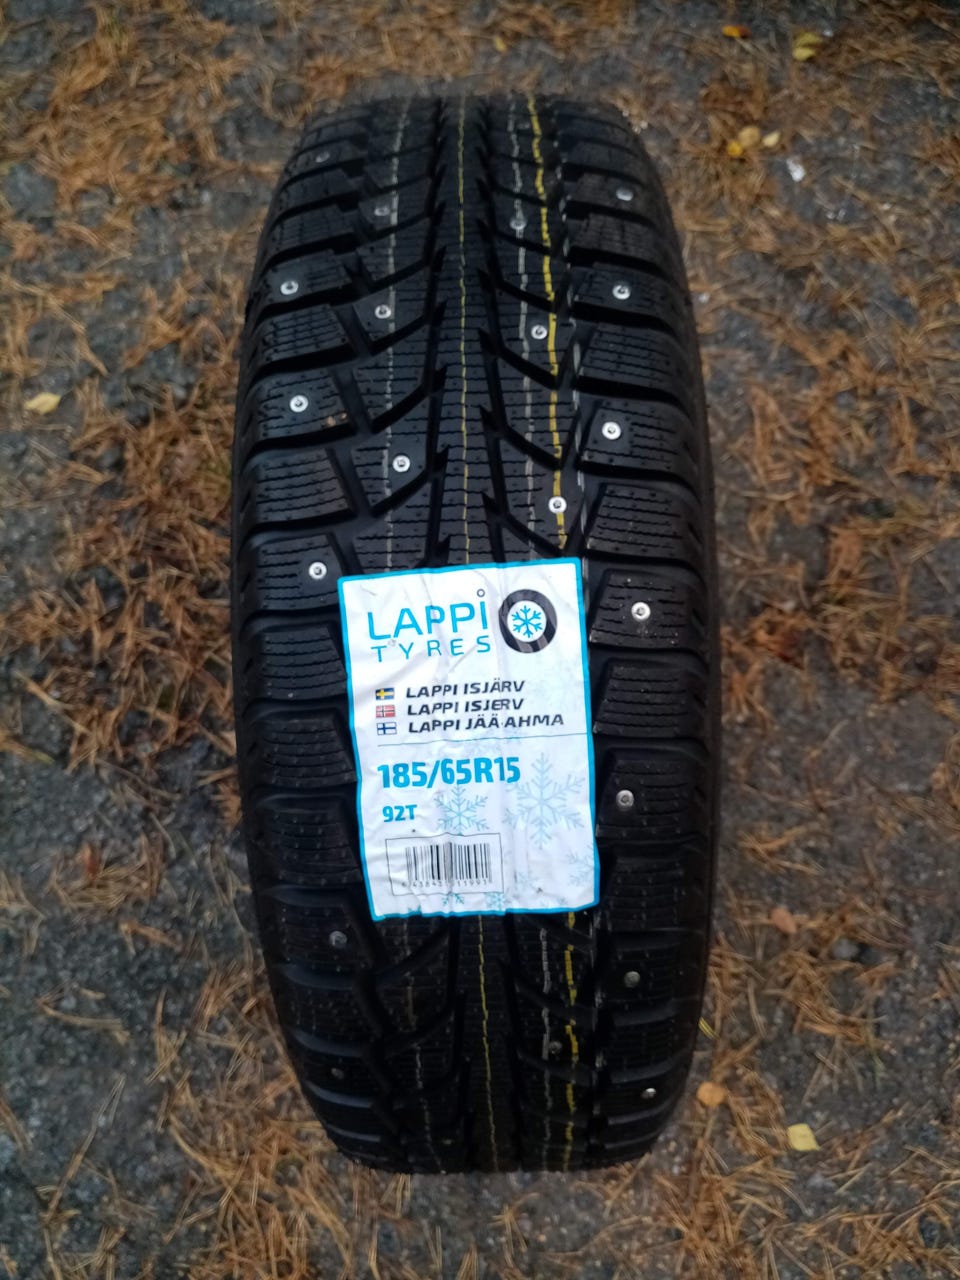 LAPPI
TYRES
LAPPI ISJÄRV
LAPPI ISJERV
LAPPI JÄÄ-AHMA
185/65R15
92T